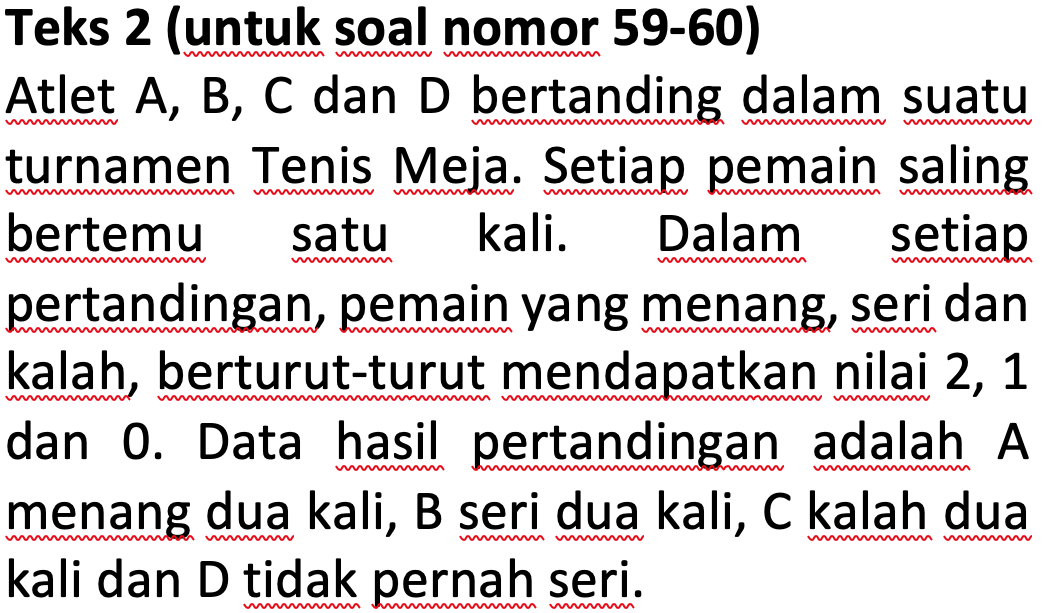 Teks 2 (untuk soal nomor 59-60)
Atlet A, B, C dan D bertanding dalam suatu
turnamen Tenis Meja. Setiap pemain saling
bertemu satu kali. Dalam setiap
pertandingan, pemain yang menang, seri dan
kalah, berturut-turut mendapatkan nilai 2, 1
dan 0. Data hasil pertandingan adalah A
menang dua kali, B seri dua kali, C kalah dua
kali dan D tidak pernah seri.